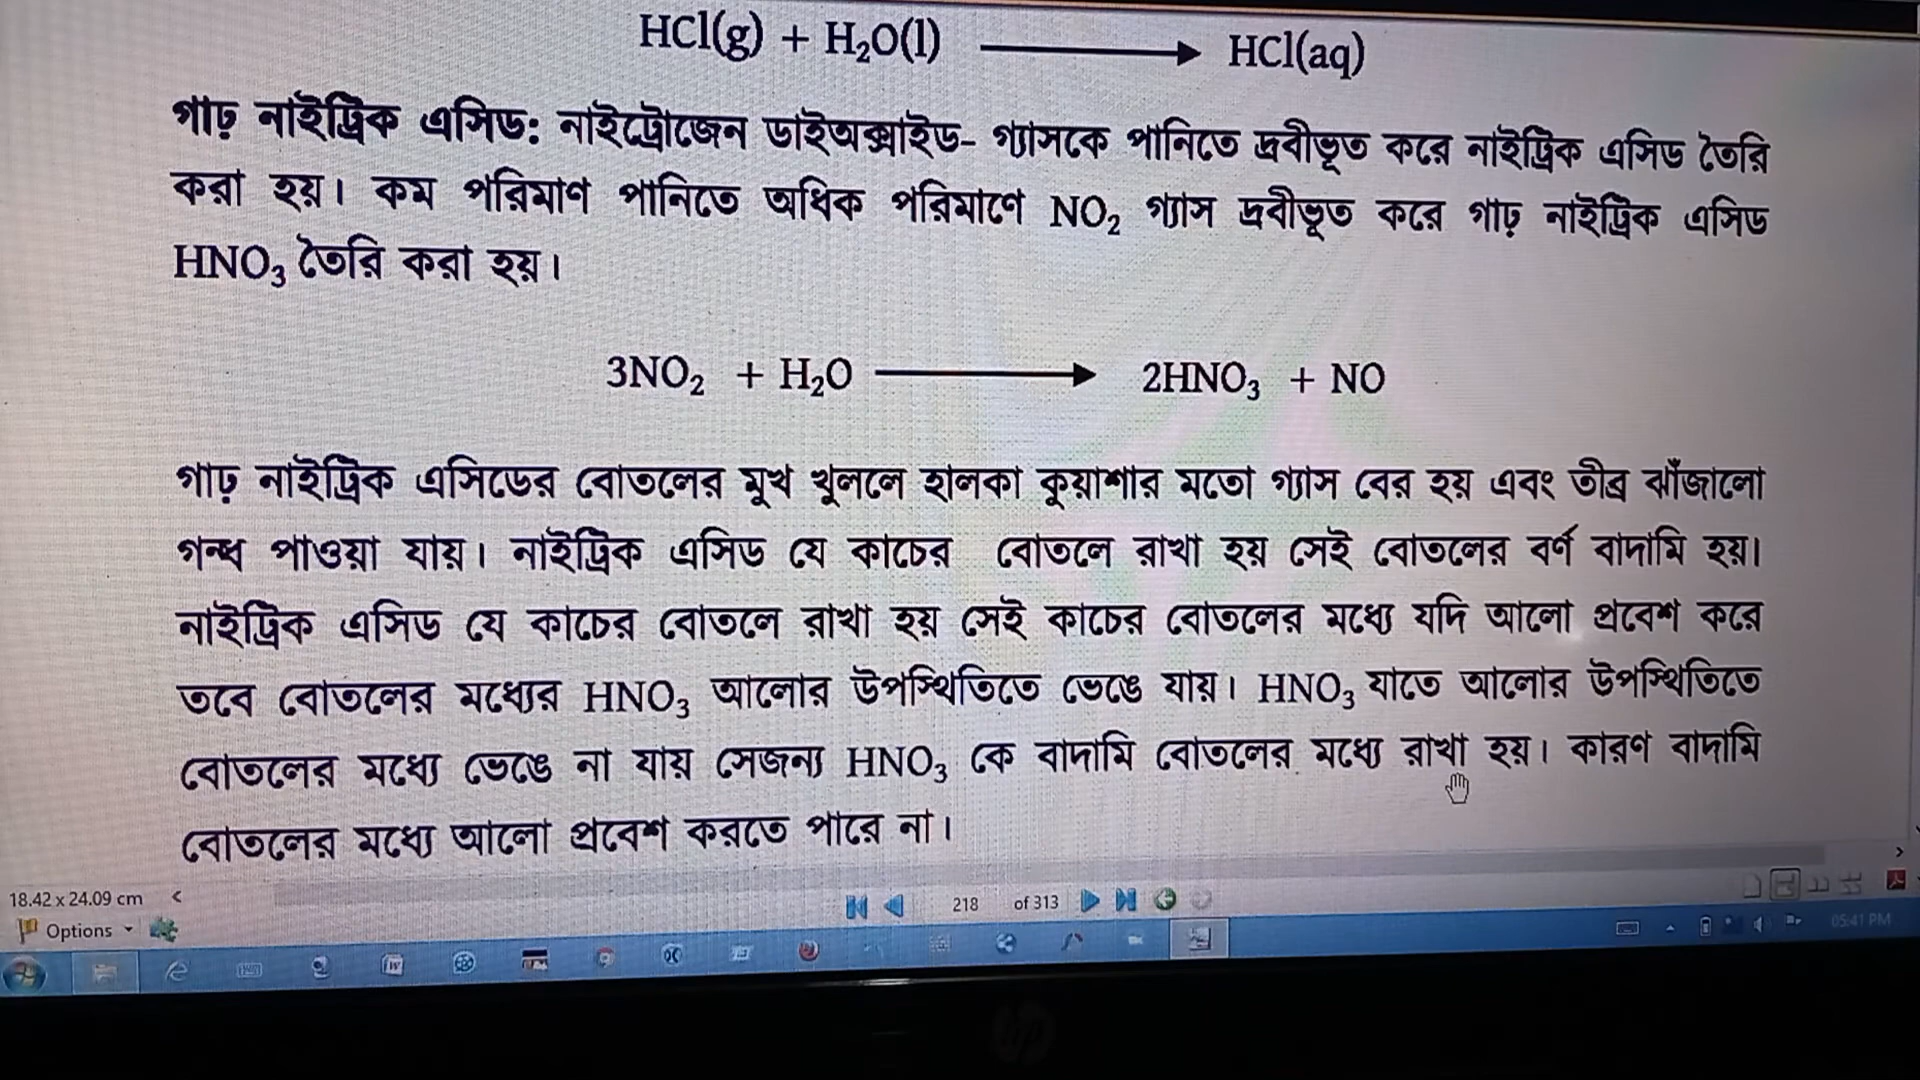 HCl(g) + H₂O(l) ⟶ HCl(aq)
গাঢ় নাইট্রিক এসিড: নাইট্রোজেন ডাইঅক্সাইড- গ্যাসকে পানিতে দ্রবীভূত করে নাইট্রিক এসিড তৈরি
করা হয়। কম পরিমাণ পানিতে অধিক পরিমাণে NO₂ গ্যাস দ্রবীভূত করে গাঢ় নাইট্রিক এসিড
HNO₃ তৈরি করা হয়।
3NO₂ + H₂O ⟶ 2HNO₃ + NO
গাঢ় নাইট্রিক এসিডের বোতলের মুখ খুললে হালকা কুয়াশার মতো গ্যাস বের হয় এবং তীব্র ঝাঁজালো
গন্ধ পাওয়া যায়। নাইট্রিক এসিড যে কাচের বোতলে রাখা হয় সেই বোতলের বর্ণ বাদামি হয়।
নাইট্রিক এসিড যে কাচের বোতলে রাখা হয় সেই কাচের বোতলের মধ্যে যদি আলো প্রবেশ করে
তবে বোতলের মধ্যের HNO₃ আলোর উপস্থিতিতে ভেঙে যায়। HNO₃ যাতে আলোর উপস্থিতিতে
বোতলের মধ্যে ভেঙে না যায় সেজন্য HNO₃ কে বাদামি বোতলের মধ্যে রাখা হয়। কারণ বাদামি
বোতলের মধ্যে আলো প্রবেশ করতে পারে না।
18.42 x 24.09 cm
218 of 313
Options
05:41 PM
hp